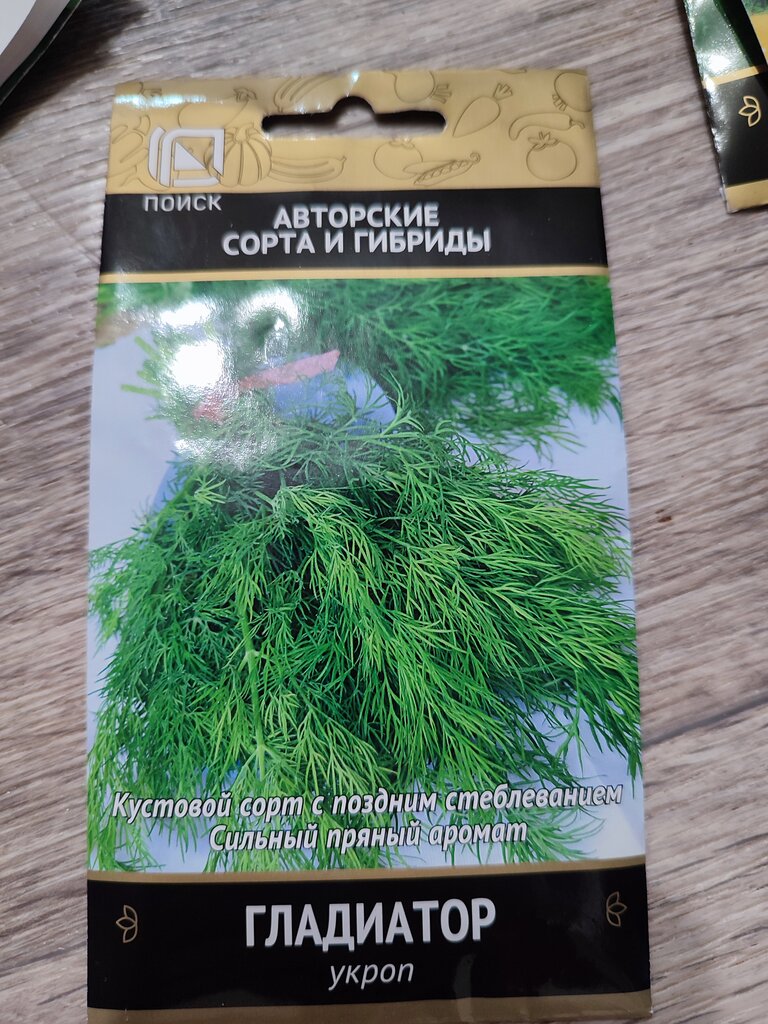 ПОИСК
АВТОРСКИЕ
СОРТА И ГИБРИДЫ
Кустовой сорт с поздним стеблеванием
Сильный пряный аромат
ГЛАДИАТОР
укроп